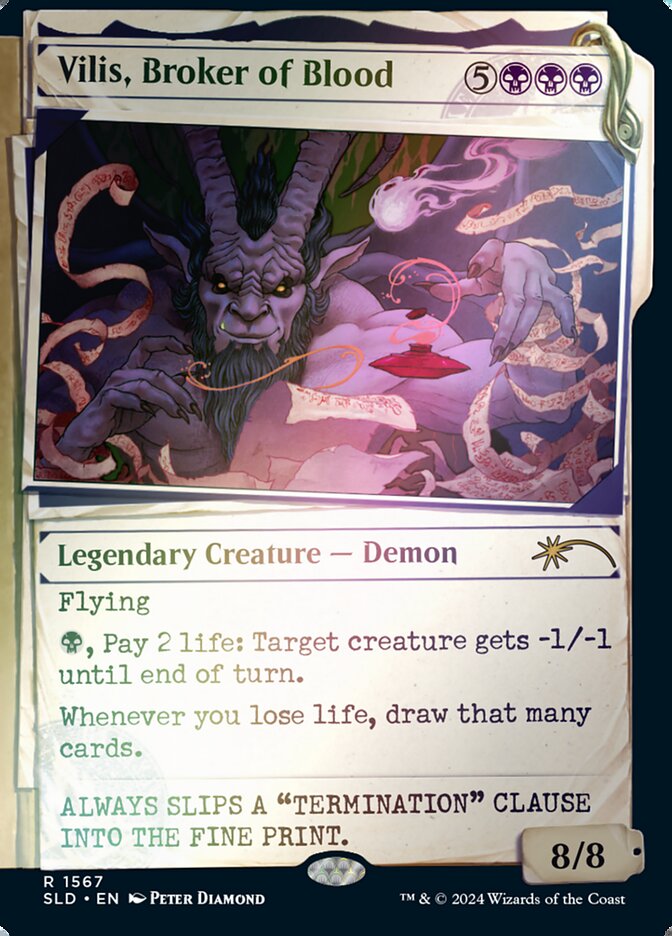 Vilis, Broker of Blood 5
Legendary Creature — Demon
Flying
, Pay 2 life: Target creature gets -1/-1
until end of turn.
Whenever you lose life, draw that many
cards.
ALWAYS SLIPS A “TERMINATION” CLAUSE
INTO THE FINE PRINT.
8/8
R 1567
SLD • EN PETER DIAMOND
™ & © 2024 Wizards of the Coast